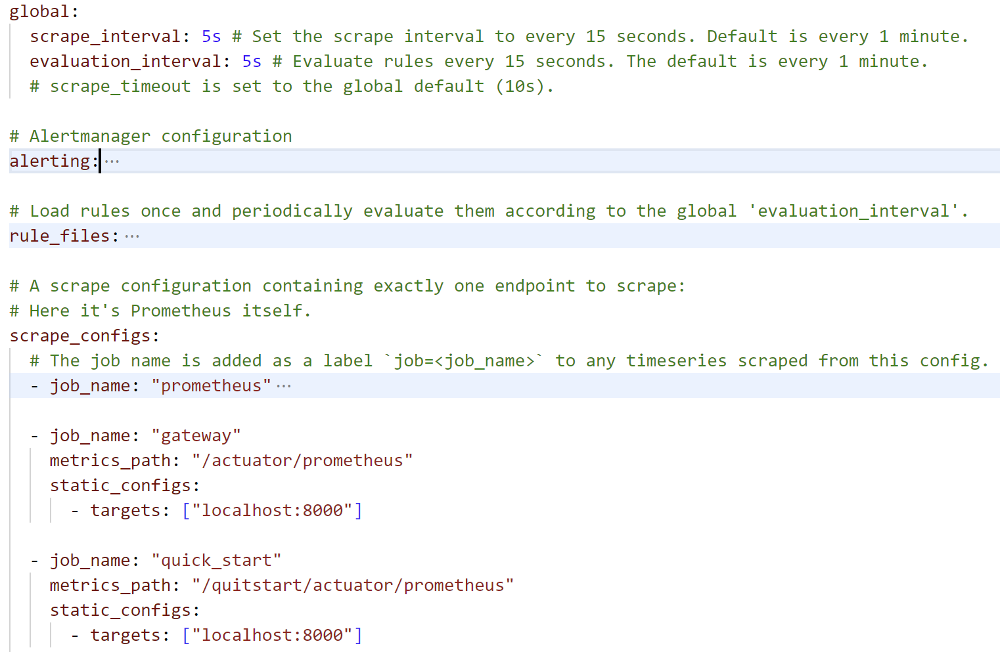 global:
  scrape_interval: 5s # Set the scrape interval to every 15 seconds. Default is every 1 minute.
  evaluation_interval: 5s # Evaluate rules every 15 seconds. The default is every 1 minute.
  # scrape_timeout is set to the global default (10s).
# Alertmanager configuration
alerting:···
# Load rules once and periodically evaluate them according to the global 'evaluation_interval'.
rule_files:···
# A scrape configuration containing exactly one endpoint to scrape:
# Here it's Prometheus itself.
scrape_configs:
  # The job name is added as a label `job=<job_name>` to any timeseries scraped from this config.
  - job_name: "prometheus"···
  - job_name: "gateway"
    metrics_path: "/actuator/prometheus"
    static_configs:
      - targets: ["localhost:8000"]
  - job_name: "quick_start"
    metrics_path: "/quitstart/actuator/prometheus"
    static_configs:
      - targets: ["localhost:8000"]